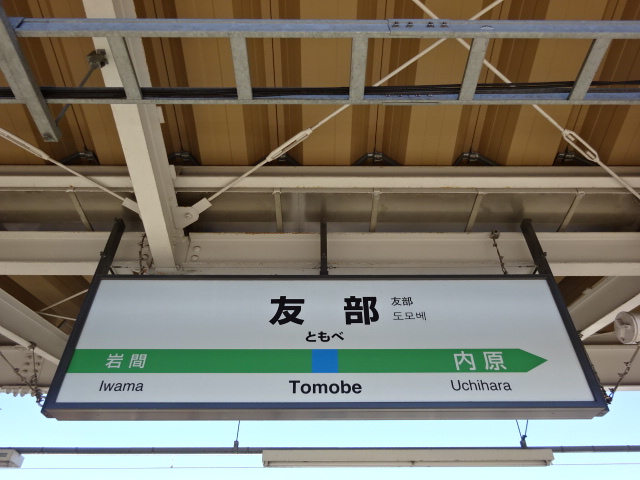 友部 友部
도모베
ともべ
岩間 内原
Iwama Tomobe Uchihara